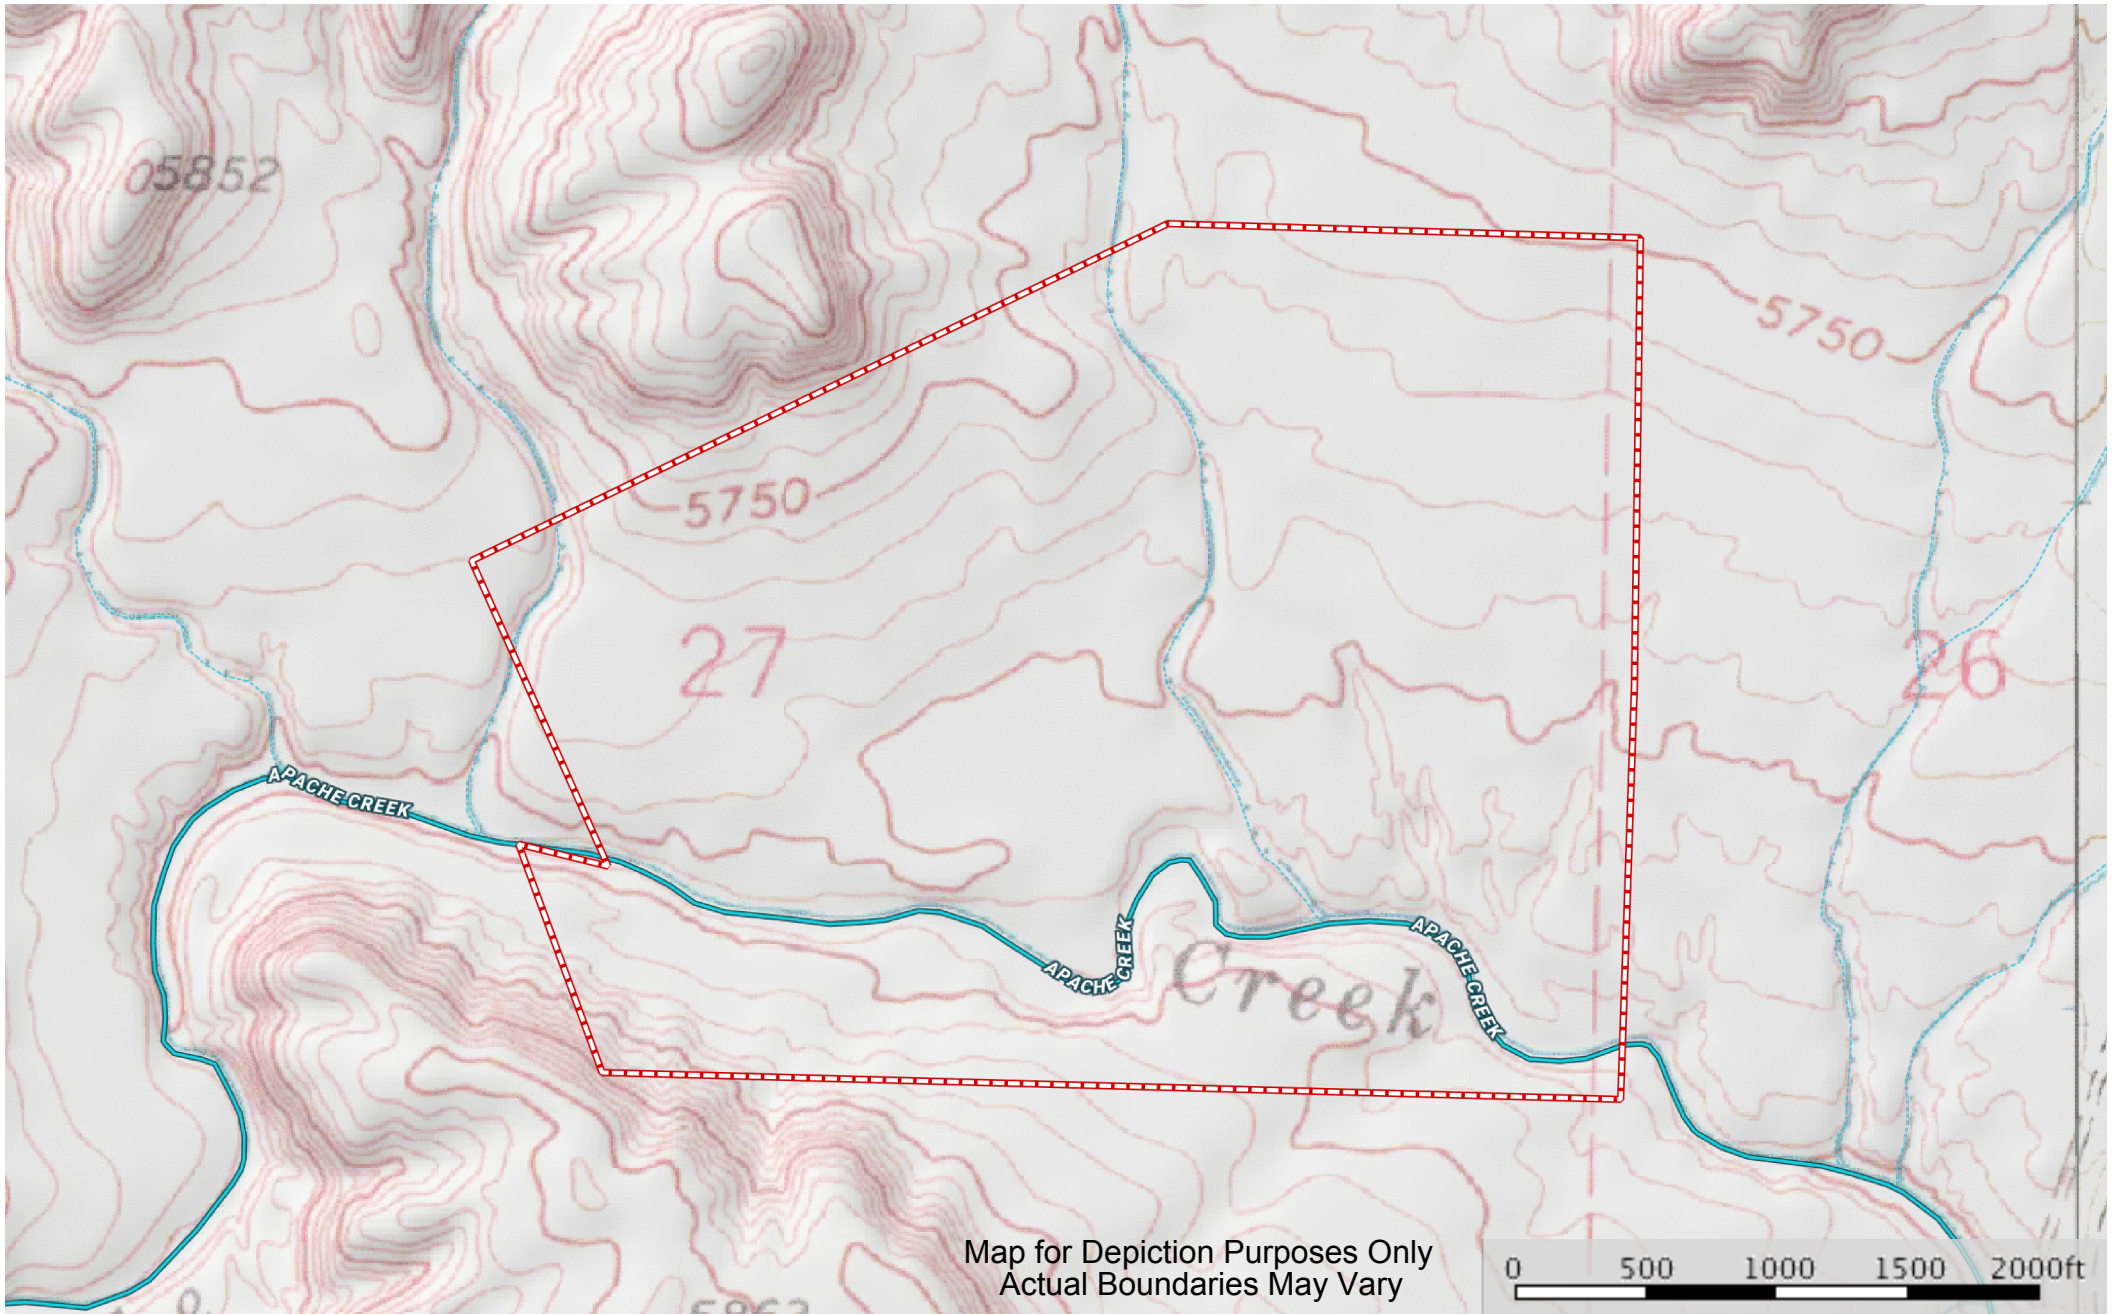 5852
5750
5750
27
26
APACHE CREEK
APACHE CREEK
APACHE CREEK
Creek
Map for Depiction Purposes Only
Actual Boundaries May Vary
0 500 1000 1500 2000ft